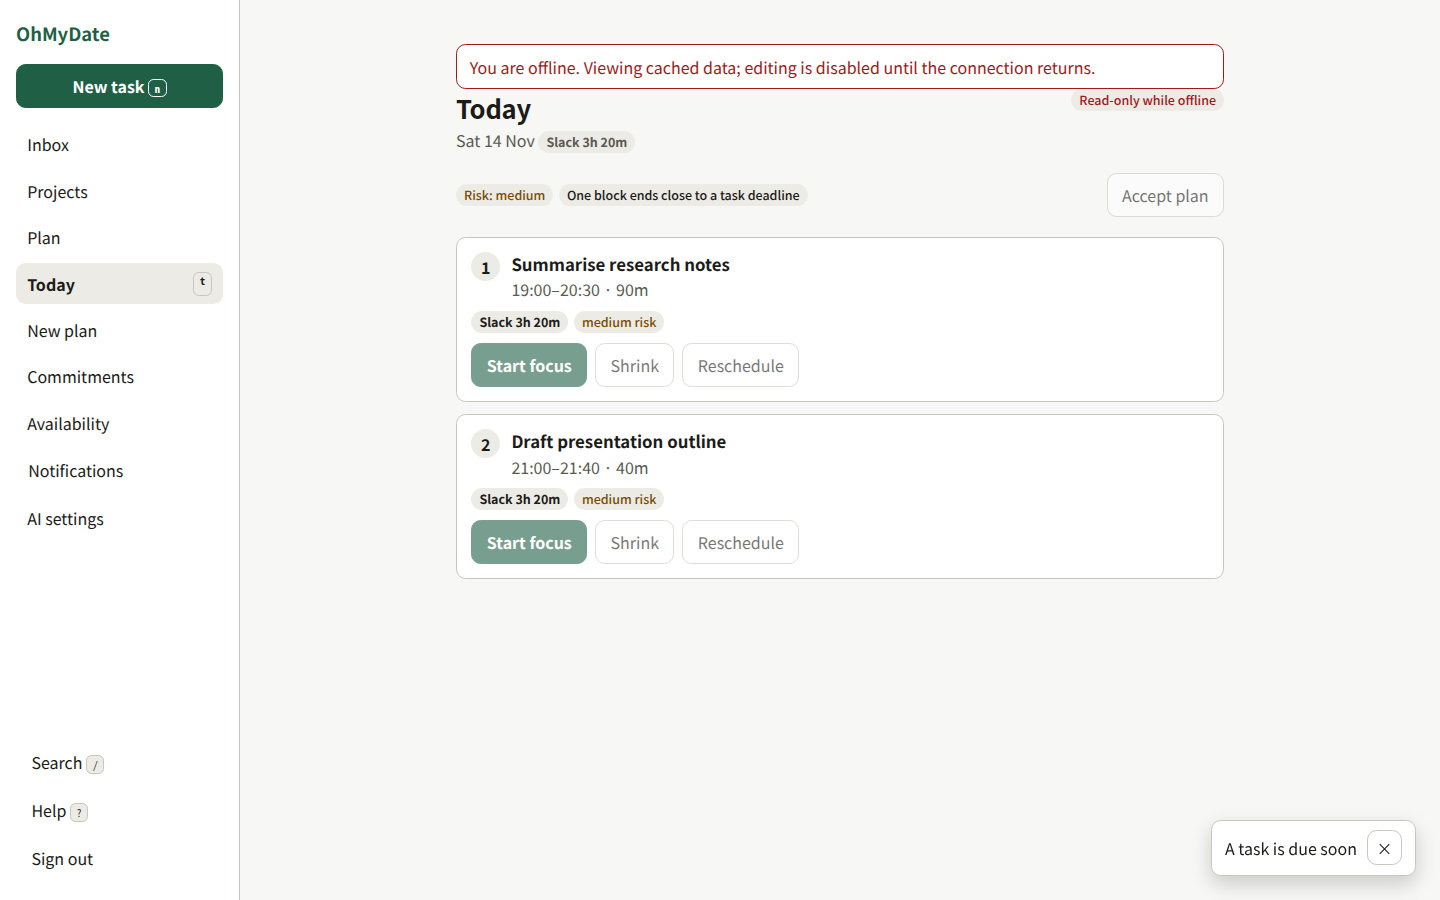 OhMyDate
New task n
Inbox
Projects
Plan
Today t
New plan
Commitments
Availability
Notifications
AI settings
Search /
Help ?
Sign out
You are offline. Viewing cached data; editing is disabled until the connection returns.
Today
Read-only while offline
Sat 14 Nov Slack 3h 20m
Risk: medium One block ends close to a task deadline
Accept plan
1 Summarise research notes
19:00–20:30 · 90m
Slack 3h 20m medium risk
Start focus Shrink Reschedule
2 Draft presentation outline
21:00–21:40 · 40m
Slack 3h 20m medium risk
Start focus Shrink Reschedule
A task is due soon